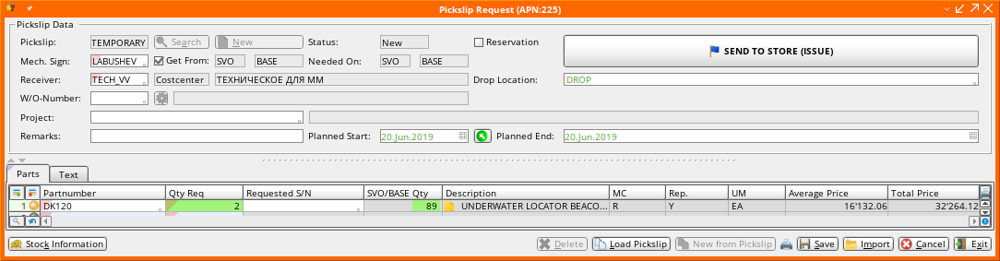 Pickslip Request (APN:225)
Pickslip Data
Pickslip: TEMPORARY Search New Status: New Reservation
SEND TO STORE (ISSUE)
Mech. Sign: LABUSHEV Get From: SVO BASE Needed On: SVO BASE
Receiver: TECH_VV Costcenter ТЕХНИЧЕСКОЕ ДЛЯ ММ Drop Location: DROP
W/O-Number:
Project:
Remarks: Planned Start: 20.Jun.2019 Planned End: 20.Jun.2019
Parts Text
Partnumber Qty Req Requested S/N SVO/BASE Qty Description MC Rep. UM Average Price Total Price
1 DK120 2 89 UNDERWATER LOCATOR BEACO... R Y EA 16'132.06 32'264.12
Stock Information Delete Load Pickslip New from Pickslip Save Import Cancel Exit